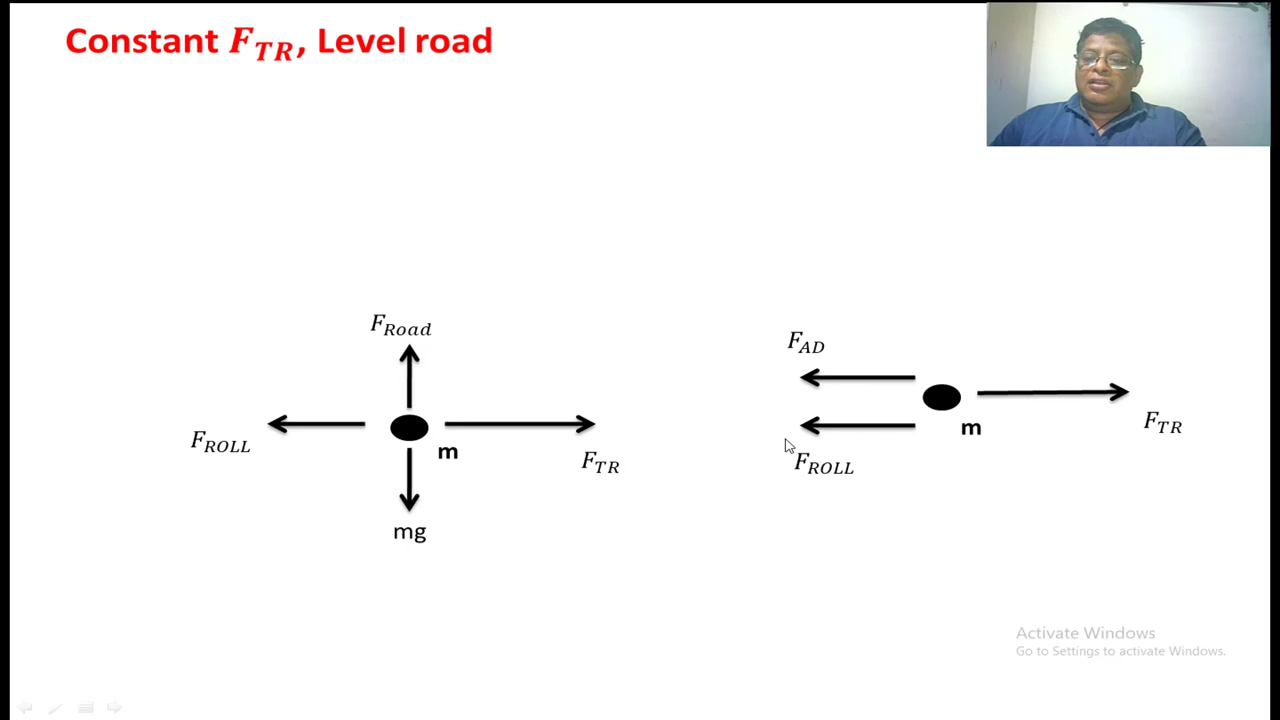 Constant F_TR, Level road
F_Road
F_ROLL
m
F_TR
mg
F_AD
m
F_TR
F_ROLL
Activate Windows
Go to Settings to activate Windows.